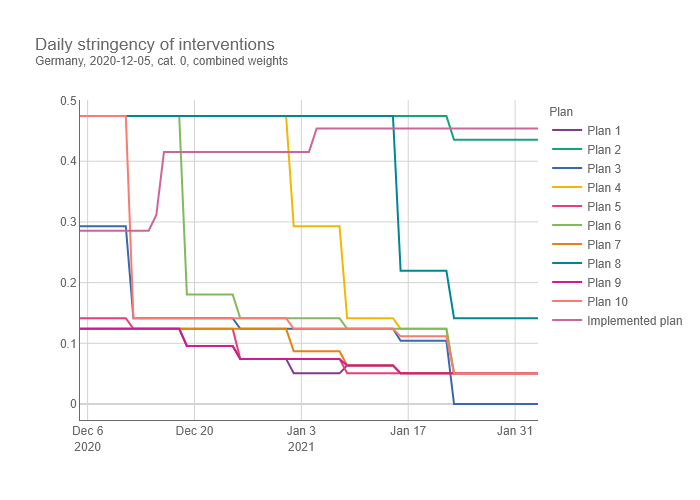 Daily stringency of interventions
Germany, 2020-12-05, cat. 0, combined weights
Plan
Plan 1
Plan 2
Plan 3
Plan 4
Plan 5
Plan 6
Plan 7
Plan 8
Plan 9
Plan 10
Implemented plan
0.5
0.4
0.3
0.2
0.1
0
Dec 6 Dec 20 Jan 3 Jan 17 Jan 31
2020 2021